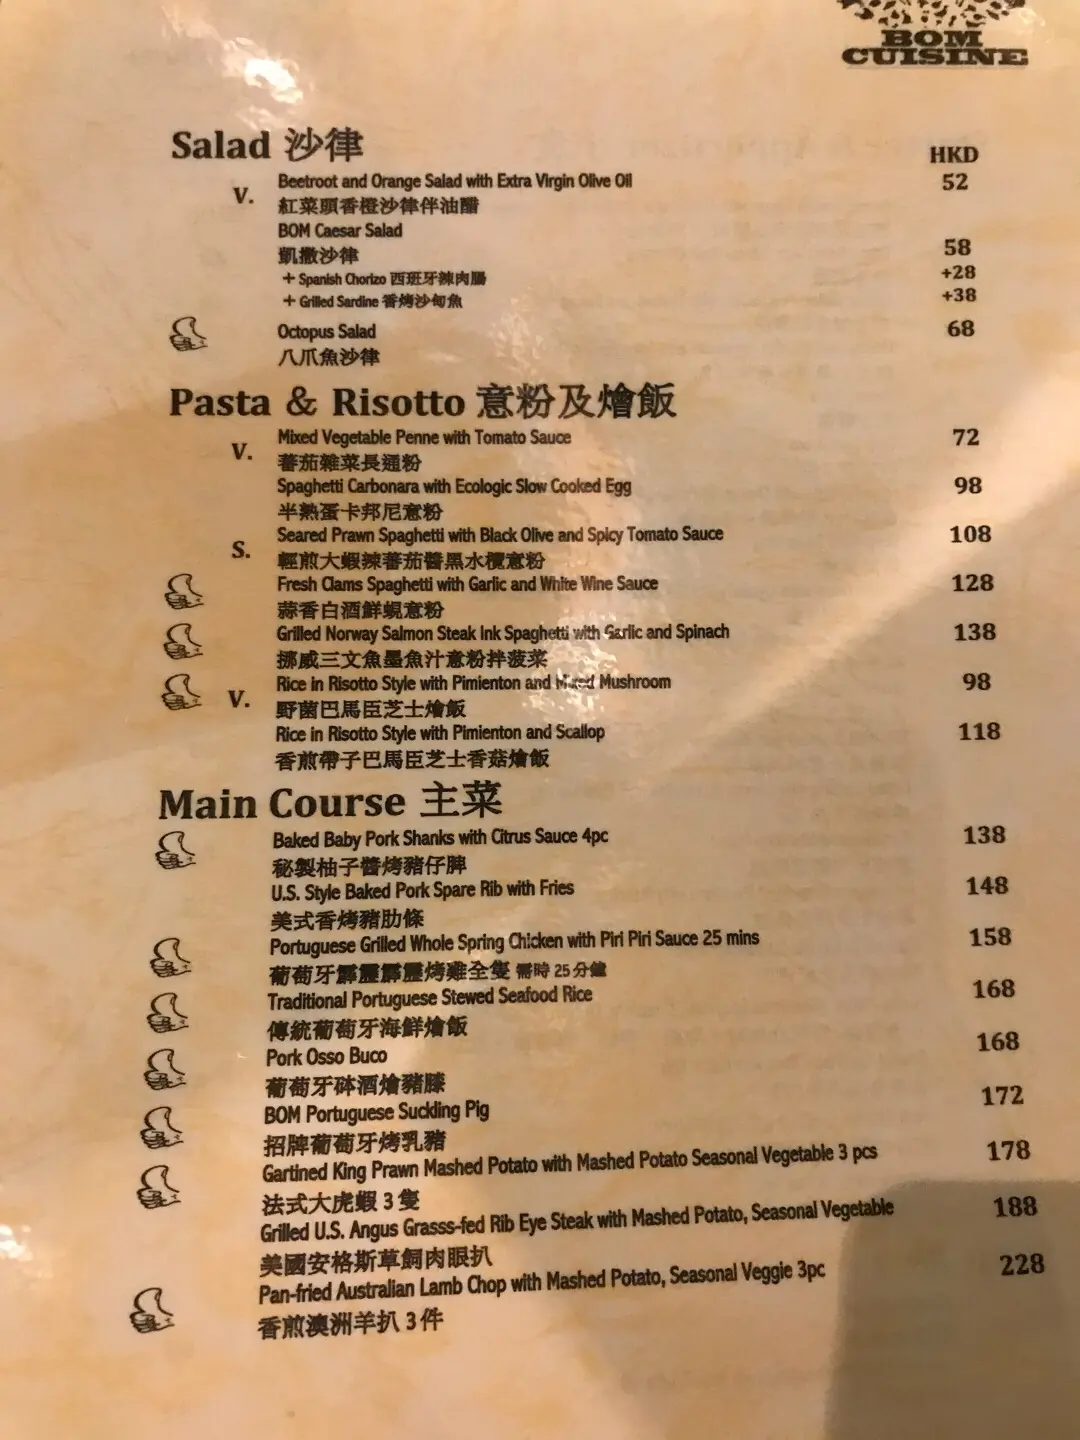 BOM
CUISINE
Salad 沙律
HKD
V. Beetroot and Orange Salad with Extra Virgin Olive Oil 52
紅菜頭香橙沙律伴油醋
BOM Caesar Salad
凱撒沙律 58
+ Spanish Chorizo 西班牙辣肉腸 +28
+ Grilled Sardine 香烤沙甸魚 +38
Octopus Salad 68
八爪魚沙律
Pasta & Risotto 意粉及燴飯
V. Mixed Vegetable Penne with Tomato Sauce 72
蕃茄雜菜長通粉
Spaghetti Carbonara with Ecologic Slow Cooked Egg 98
半熟蛋卡邦尼意粉
S. Seared Prawn Spaghetti with Black Olive and Spicy Tomato Sauce 108
輕煎大蝦辣蕃茄醬黑水欖意粉
Fresh Clams Spaghetti with Garlic and White Wine Sauce 128
蒜香白酒鮮蜆意粉
Grilled Norway Salmon Steak Ink Spaghetti with Garlic and Spinach 138
挪威三文魚墨魚汁意粉拌菠菜
V. Rice in Risotto Style with Pimienton and Mixed Mushroom 98
野菌巴馬臣芝士燴飯
Rice in Risotto Style with Pimienton and Scallop 118
香煎帶子巴馬臣芝士香菇燴飯
Main Course 主菜
Baked Baby Pork Shanks with Citrus Sauce 4pc 138
秘製柚子醬烤豬仔脾
U.S. Style Baked Pork Spare Rib with Fries 148
美式香烤豬肋條
Portuguese Grilled Whole Spring Chicken with Piri Piri Sauce 25 mins 158
葡萄牙霹靂霹靂烤雞全隻 需時 25分鐘
Traditional Portuguese Stewed Seafood Rice 168
傳統葡萄牙海鮮燴飯
Pork Osso Buco 168
葡萄牙砵酒燴豬膝
BOM Portuguese Suckling Pig 172
招牌葡萄牙烤乳豬
Gartined King Prawn Mashed Potato with Mashed Potato Seasonal Vegetable 3 pcs 178
法式大虎蝦 3 隻
Grilled U.S. Angus Grasss-fed Rib Eye Steak with Mashed Potato, Seasonal Vegetable 188
美國安格斯草飼肉眼扒
Pan-fried Australian Lamb Chop with Mashed Potato, Seasonal Veggie 3pc 228
香煎澳洲羊扒 3 件